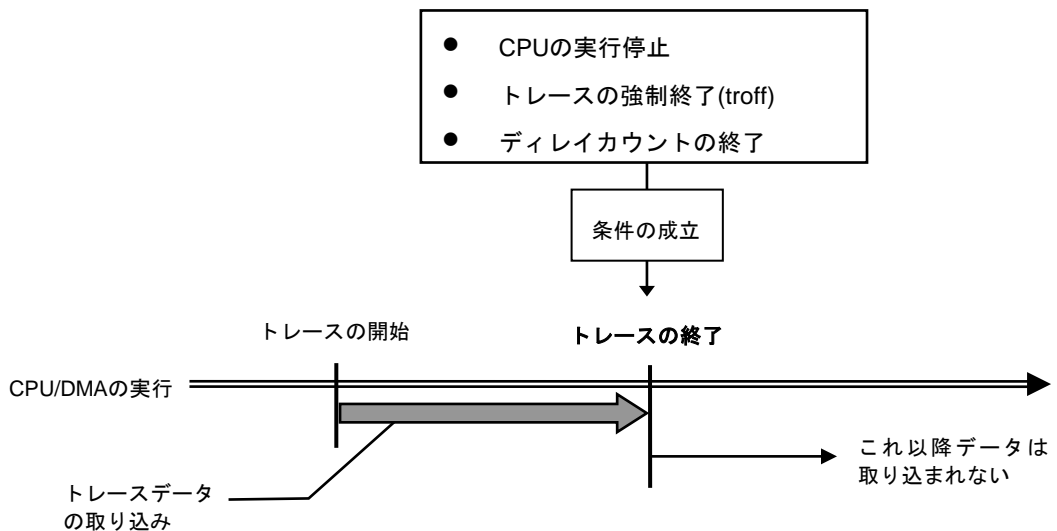 ● CPUの実行停止
● トレースの強制終了(troff)
● ディレイカウントの終了
条件の成立
トレースの開始
トレースの終了
CPU/DMAの実行
これ以降データは
取り込まれない
トレースデータ
の取り込み